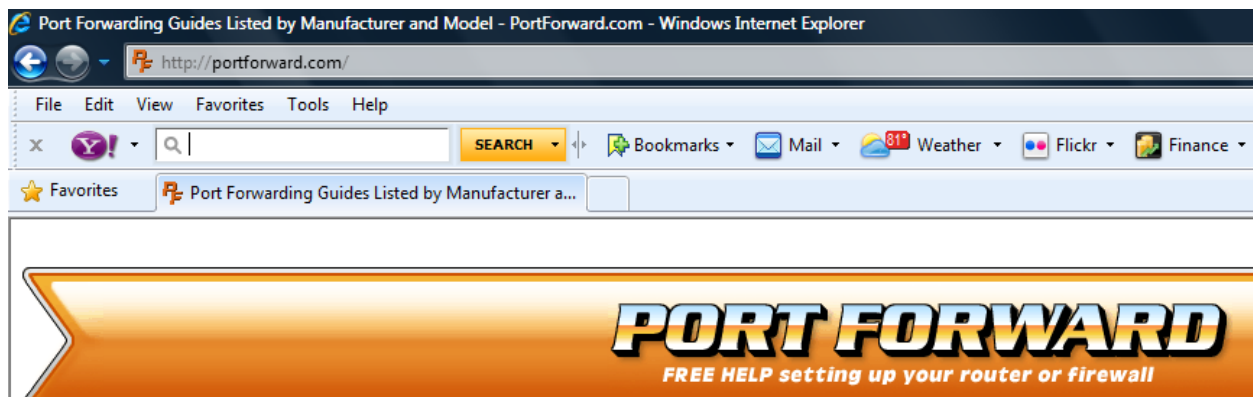 Port Forwarding Guides Listed by Manufacturer and Model - PortForward.com - Windows Internet Explorer
http://portforward.com/
File Edit View Favorites Tools Help
x Y! SEARCH Bookmarks Mail 81° Weather Flickr Finance
Favorites PF Port Forwarding Guides Listed by Manufacturer a...
PORT FORWARD
FREE HELP setting up your router or firewall